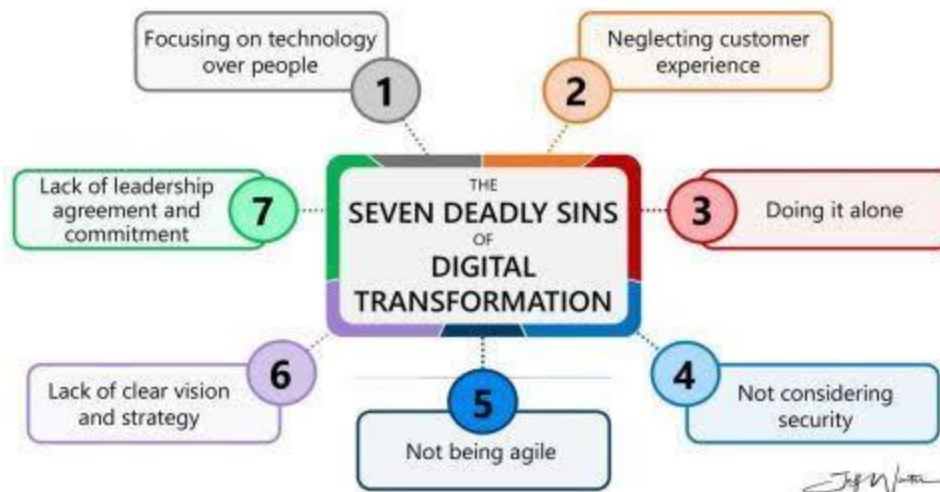 THE
SEVEN DEADLY SINS
OF
DIGITAL
TRANSFORMATION
Focusing on technology
over people
1
Neglecting customer
experience
2
3
Doing it alone
4
Not considering
security
5
Not being agile
6
Lack of clear vision
and strategy
7
Lack of leadership
agreement and
commitment